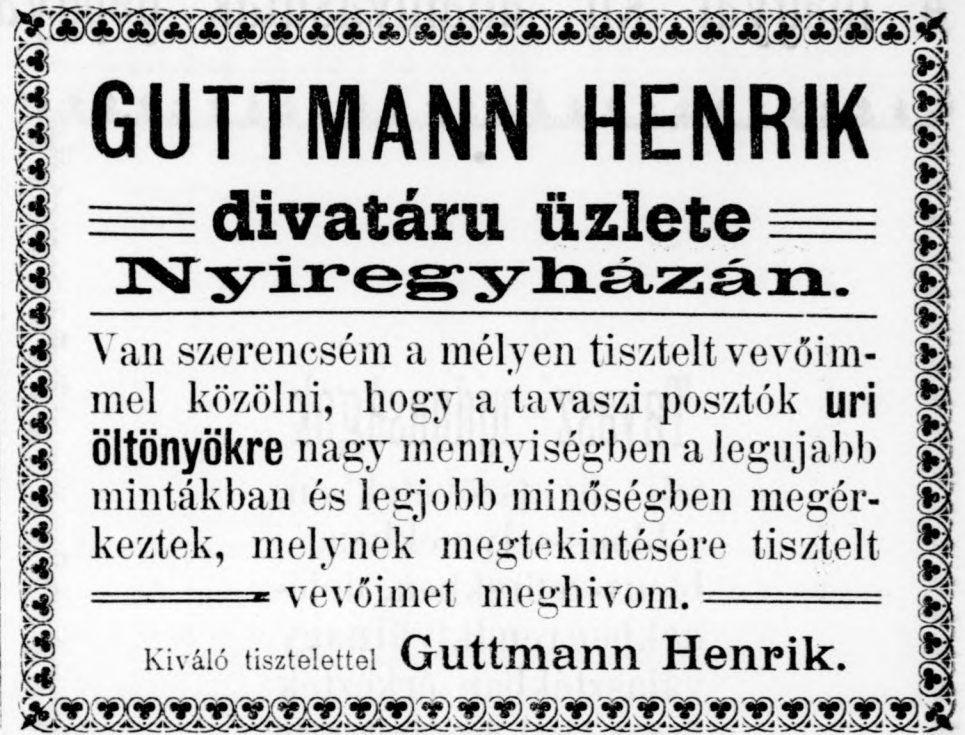 GUTTMANN HENRIK
divatáru üzlete
Nyiregyházán.
Van szerencsém a mélyen tisztelt vevőim-
mel közölni, hogy a tavaszi posztók uri
öltönyökre nagy mennyiségben a legujabb
mintákban és legjobb minőségben megér-
keztek, melynek megtekintésére tisztelt
vevőimet meghivom.
Kiváló tisztelettel Guttmann Henrik.